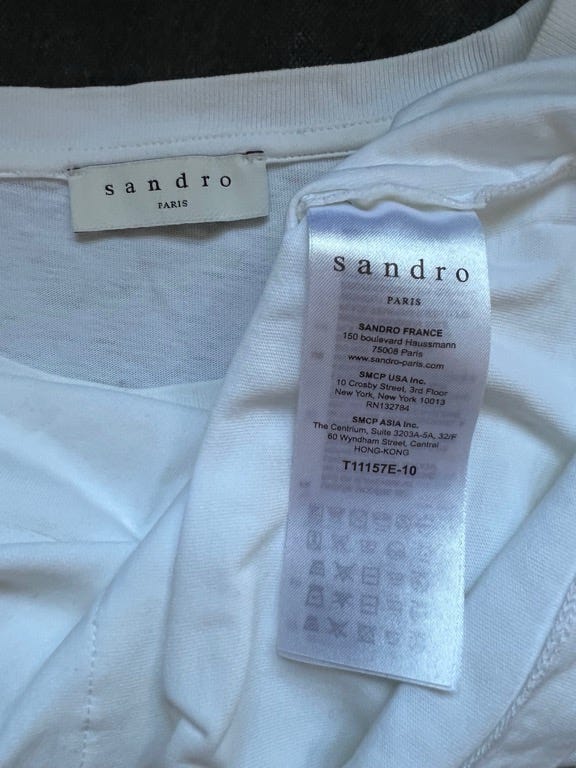 sandro
PARIS
sandro
PARIS
SANDRO FRANCE
150 boulevard Haussmann
75008 Paris
www.sandro-paris.com
SMCP USA Inc.
10 Crosby Street, 3rd Floor
New York, New York 10013
RN132784
SMCP ASIA Inc.
The Centrium, Suite 3203A-5A, 32/F
60 Wyndham Street, Central
HONG-KONG
T11157E-10